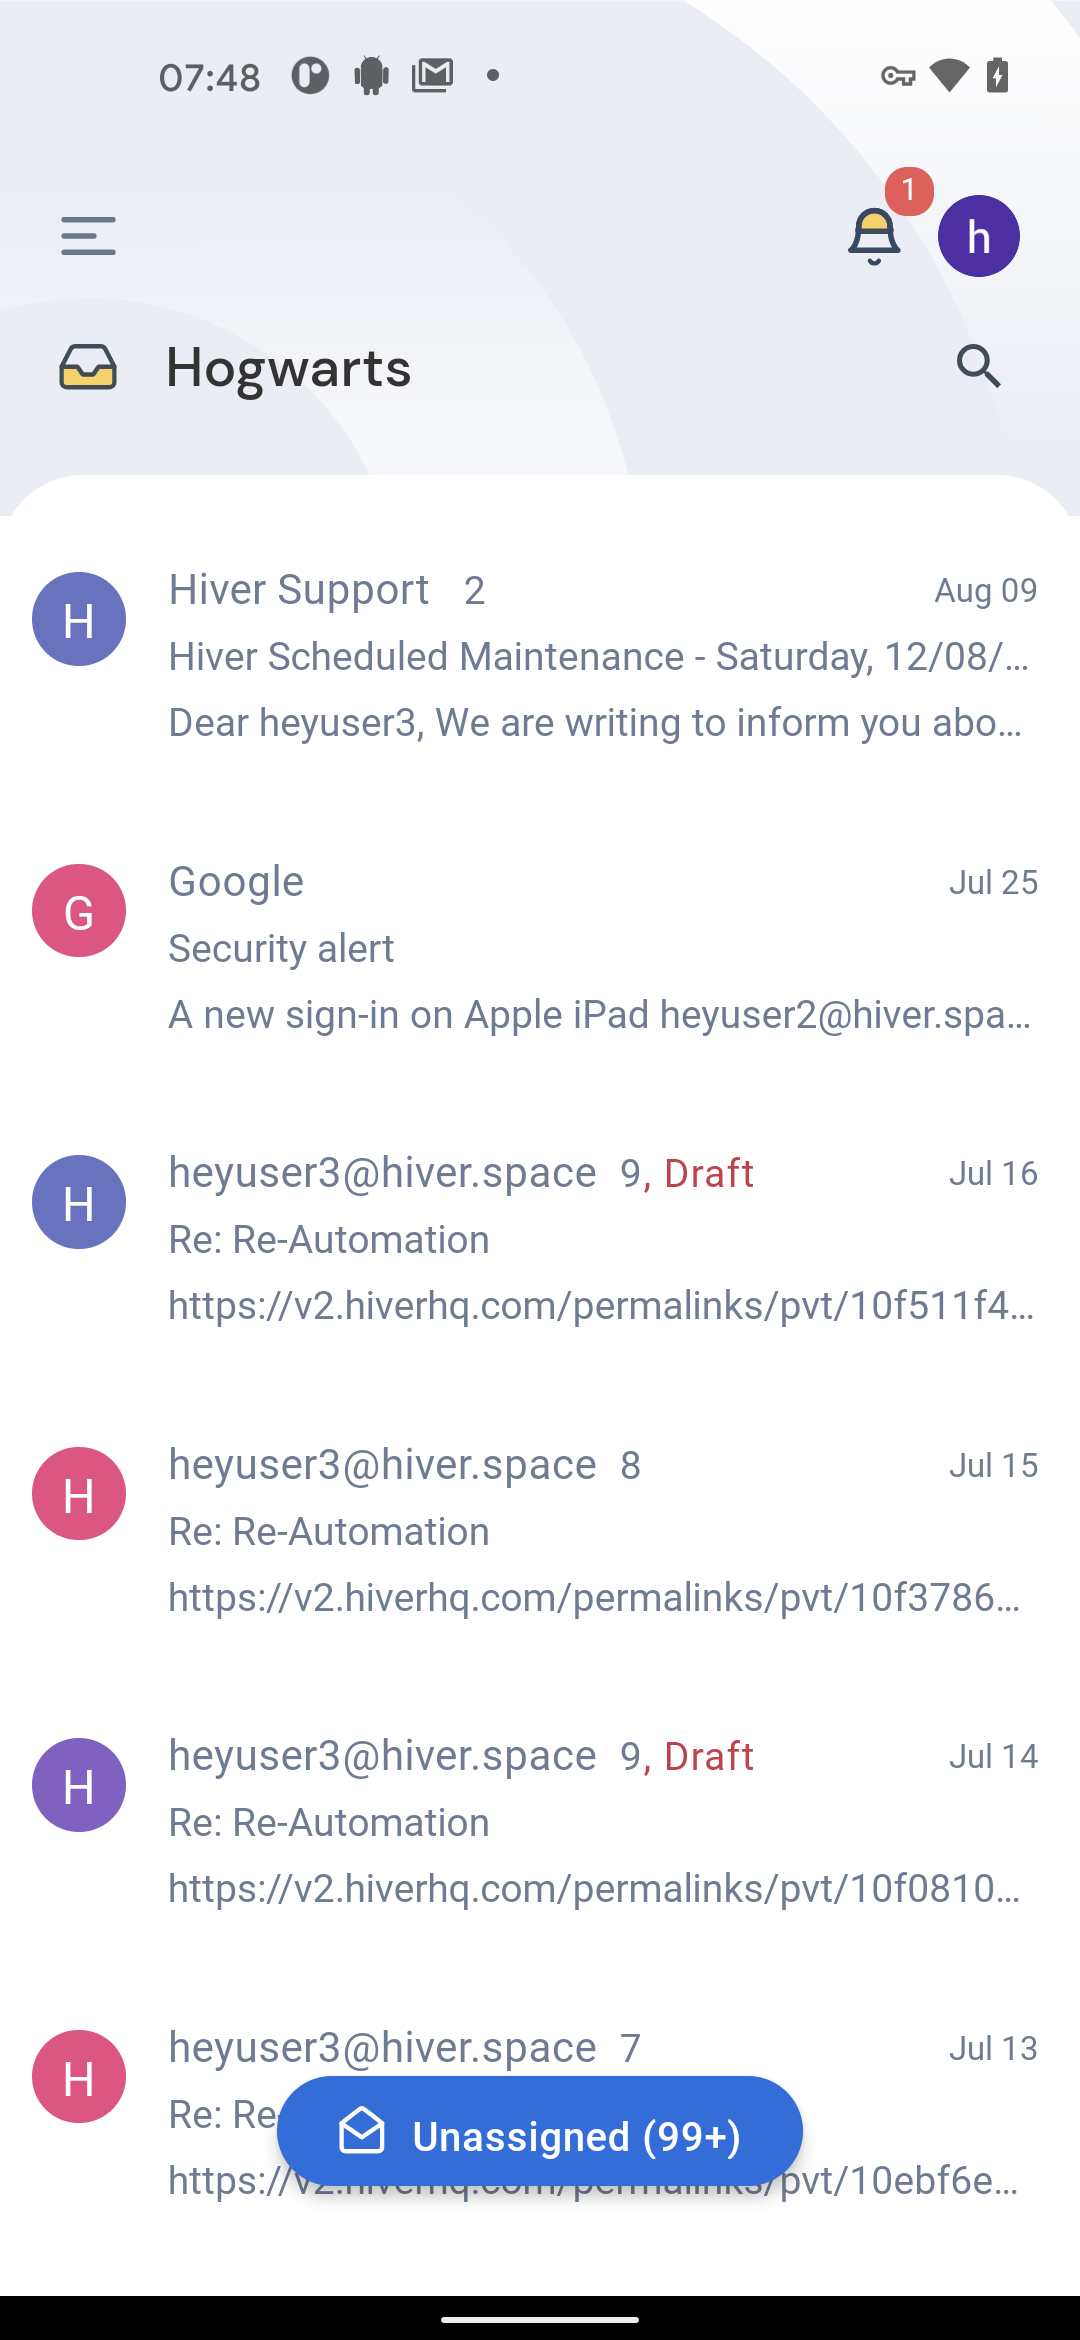 07:48
1
h
Hogwarts
H
Hiver Support 2
Aug 09
Hiver Scheduled Maintenance - Saturday, 12/08/...
Dear heyuser3, We are writing to inform you abo...
G
Google
Jul 25
Security alert
A new sign-in on Apple iPad heyuser2@hiver.spa...
H
heyuser3@hiver.space 9, Draft
Jul 16
Re: Re-Automation
https://v2.hiverhq.com/permalinks/pvt/10f511f4...
H
heyuser3@hiver.space 8
Jul 15
Re: Re-Automation
https://v2.hiverhq.com/permalinks/pvt/10f3786...
H
heyuser3@hiver.space 9, Draft
Jul 14
Re: Re-Automation
https://v2.hiverhq.com/permalinks/pvt/10f0810...
H
heyuser3@hiver.space 7
Jul 13
Re: Re-
Unassigned (99+)
https://v2.hiverhq.com/permalinks/pvt/10ebf6e...